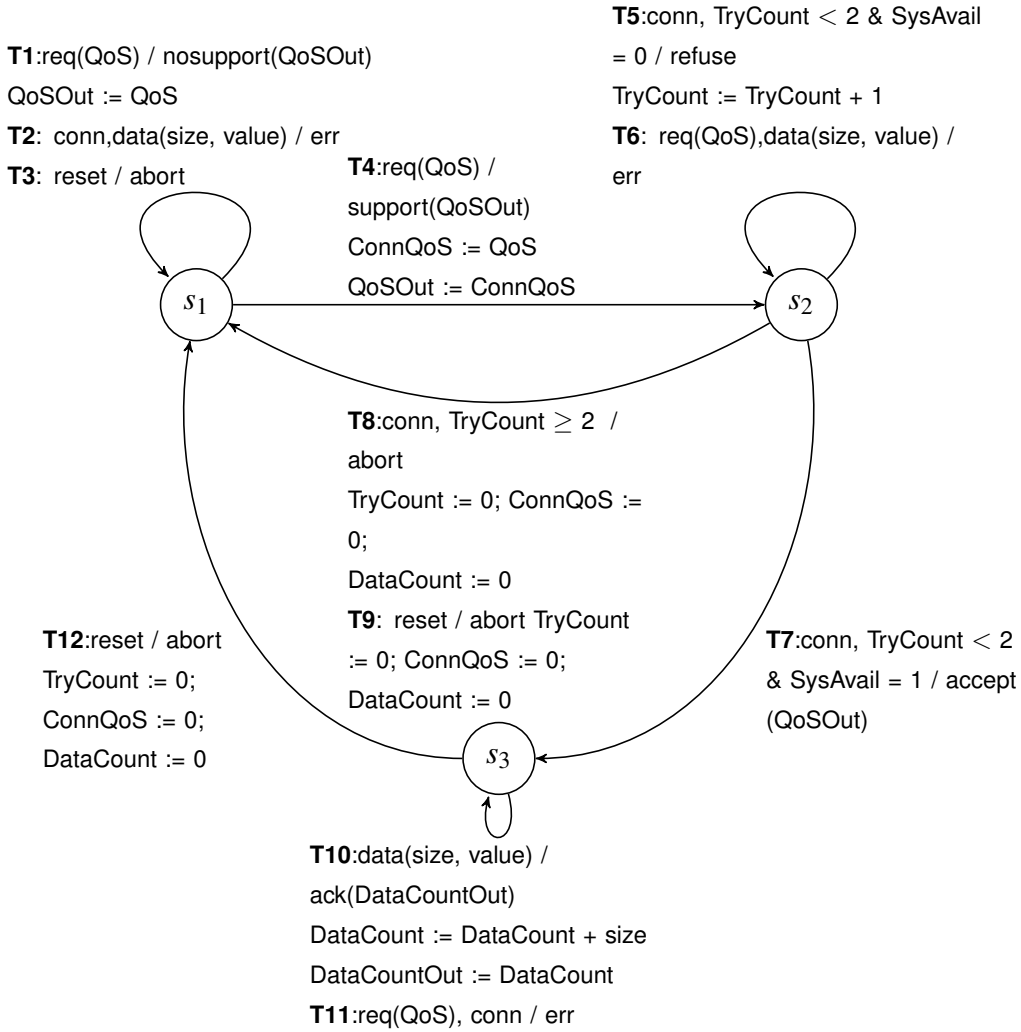 T1:req(QoS) / nosupport(QoSOut)
QoSOut := QoS
T2: conn,data(size, value) / err
T3: reset / abort
T5:conn, TryCount < 2 & SysAvail
= 0 / refuse
TryCount := TryCount + 1
T6: req(QoS),data(size, value) /
err
T4:req(QoS) /
support(QoSOut)
ConnQoS := QoS
QoSOut := ConnQoS
s1
s2
T8:conn, TryCount ≥ 2 /
abort
TryCount := 0; ConnQoS :=
0;
DataCount := 0
T9: reset / abort TryCount
:= 0; ConnQoS := 0;
DataCount := 0
T12:reset / abort
TryCount := 0;
ConnQoS := 0;
DataCount := 0
T7:conn, TryCount < 2
& SysAvail = 1 / accept
(QoSOut)
s3
T10:data(size, value) /
ack(DataCountOut)
DataCount := DataCount + size
DataCountOut := DataCount
T11:req(QoS), conn / err